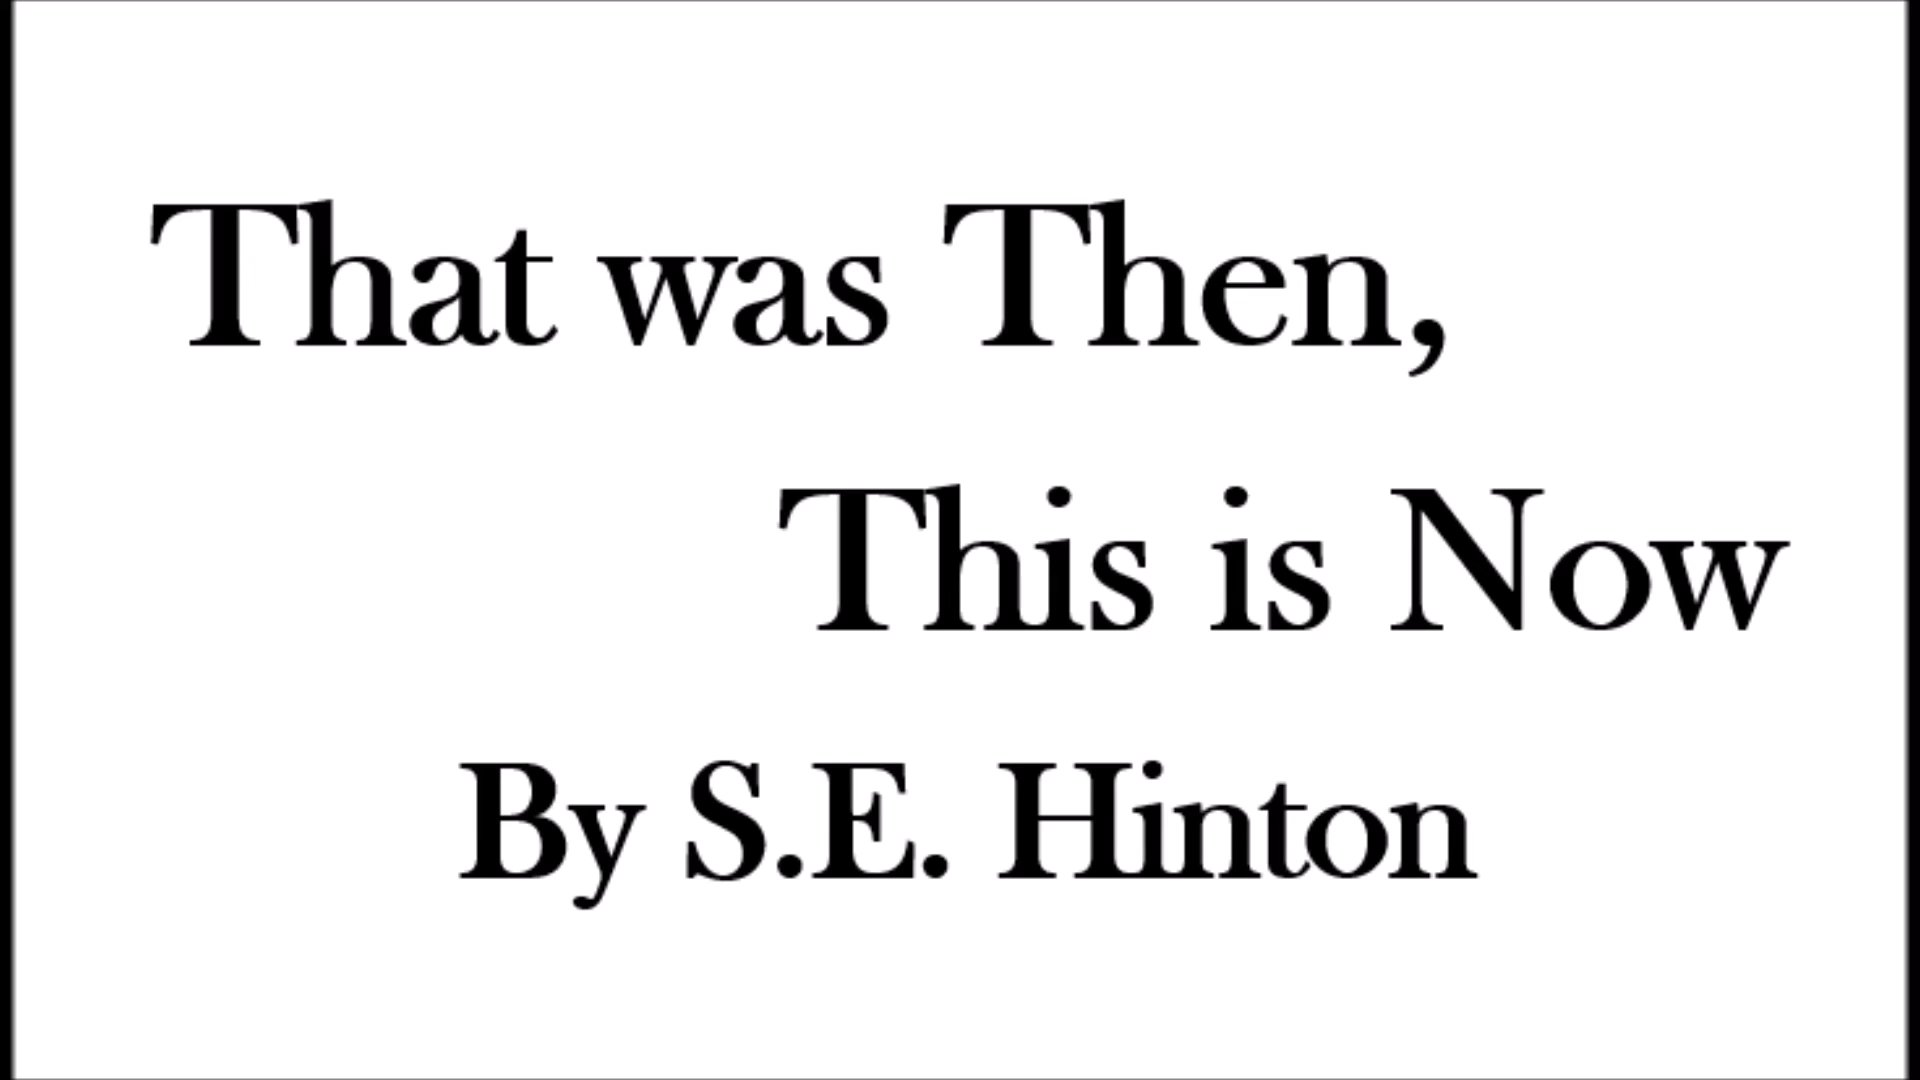 That was Then,
This is Now
By S.E. Hinton